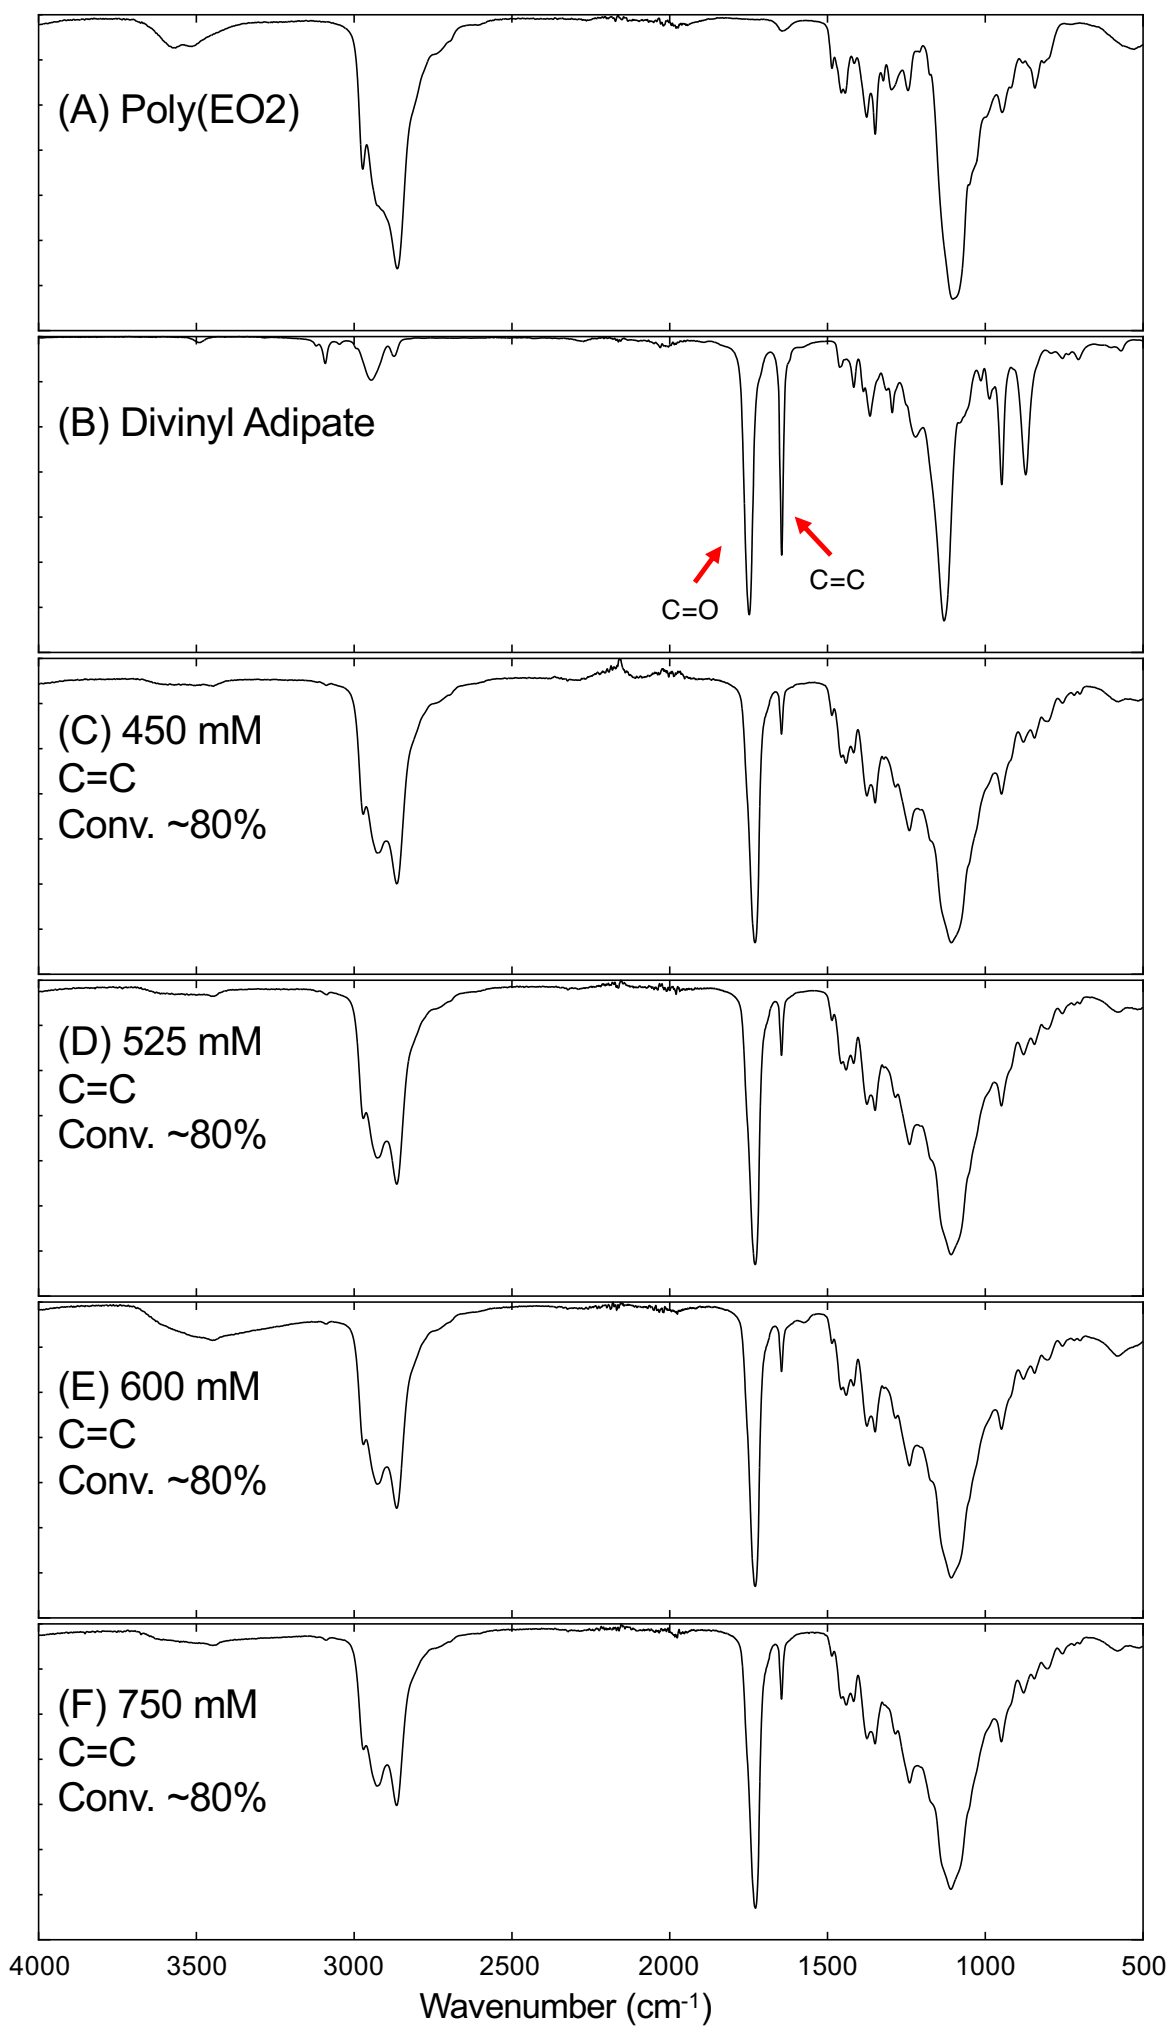 (A) Poly(EO2)
(B) Divinyl Adipate
C=C
C=O
(C) 450 mM
C=C
Conv. ~80%
(D) 525 mM
C=C
Conv. ~80%
(E) 600 mM
C=C
Conv. ~80%
(F) 750 mM
C=C
Conv. ~80%
4000 3500 3000 2500 2000 1500 1000 500
Wavenumber (cm-1)